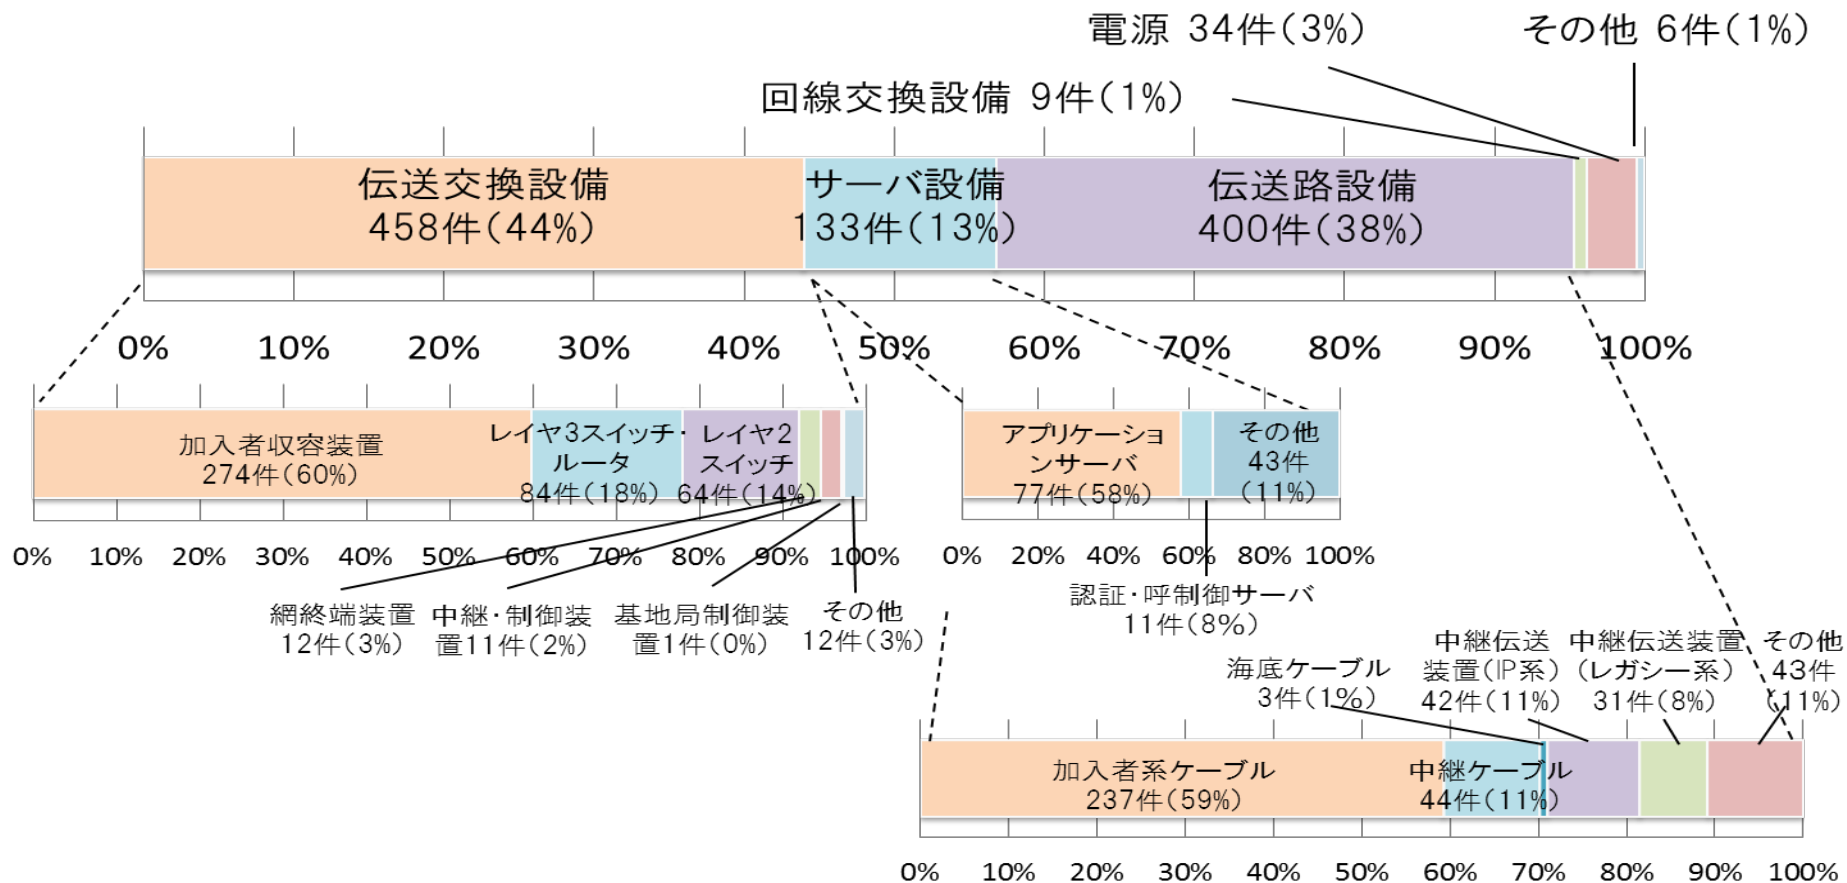 電源 34件(3%)
その他 6件(1%)
回線交換設備 9件(1%)
伝送交換設備
458件(44%)
サーバ設備
133件(13%)
伝送路設備
400件(38%)
0% 10% 20% 30% 40% 50% 60% 70% 80% 90% 100%
加入者収容装置
274件(60%)
レイヤ3スイッチ・
ルータ
84件(18%)
レイヤ2
スイッチ
64件(14%)
0% 10% 20% 30% 40% 50% 60% 70% 80% 90% 100%
網終端装置
12件(3%)
中継・制御装
置11件(2%)
基地局制御装
置1件(0%)
その他
12件(3%)
アプリケーショ
ンサーバ
77件(58%)
その他
43件
(11%)
0% 20% 40% 60% 80% 100%
認証・呼制御サーバ
11件(8%)
海底ケーブル
3件(1%)
中継伝送
装置(IP系)
42件(11%)
中継伝送装置
(レガシー系)
31件(8%)
その他
43件
(11%)
加入者系ケーブル
237件(59%)
中継ケーブル
44件(11%)
0% 10% 20% 30% 40% 50% 60% 70% 80% 90% 100%